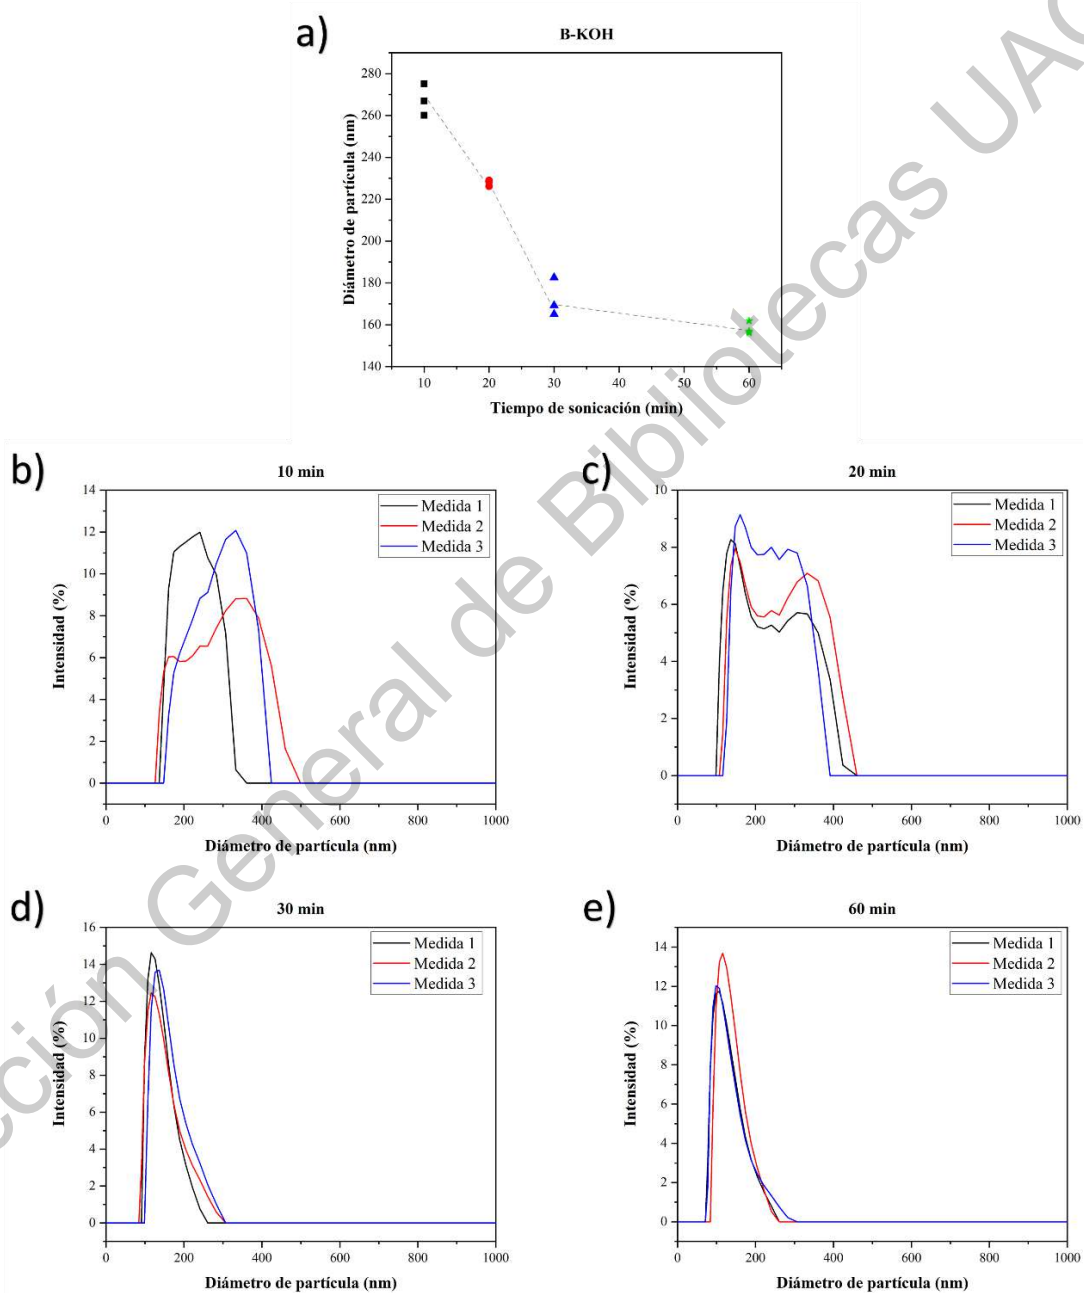 a)
B-KOH
280
260
240
220
200
180
160
140
Diámetro de partícula (nm)
10 20 30 40 50 60
Tiempo de sonicación (min)
b)
10 min
14
12
10
8
6
4
2
0
Intensidad (%)
Medida 1
Medida 2
Medida 3
0 200 400 600 800 1000
Diámetro de partícula (nm)
c)
20 min
10
8
6
4
2
0
Intensidad (%)
Medida 1
Medida 2
Medida 3
0 200 400 600 800 1000
Diámetro de partícula (nm)
d)
30 min
16
14
12
10
8
6
4
2
0
Intensidad (%)
Medida 1
Medida 2
Medida 3
0 200 400 600 800 1000
Diámetro de partícula (nm)
e)
60 min
14
12
10
8
6
4
2
0
Intensidad (%)
Medida 1
Medida 2
Medida 3
0 200 400 600 800 1000
Diámetro de partícula (nm)
ección General de Bibliotecas UAQ